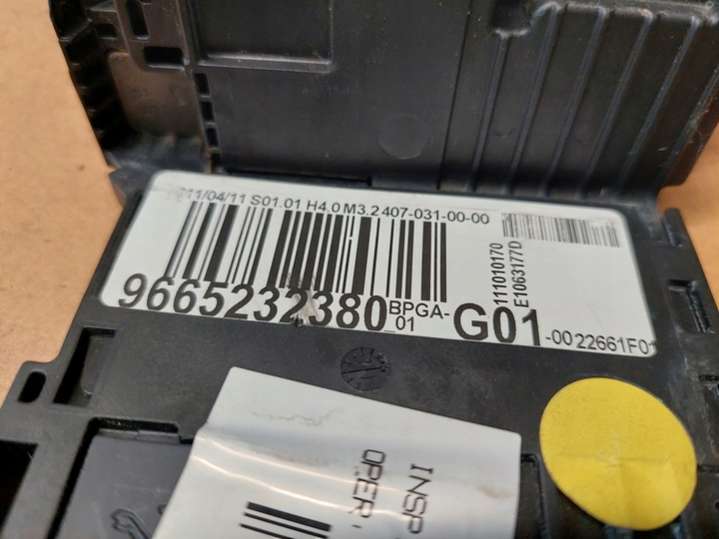 11/04/11 S01.01 H4.0 M3.2 407-031-00-00
9665232380 BPGA-01 G01 -00 22661F01
111010170
E1063177D
INSP
OPER